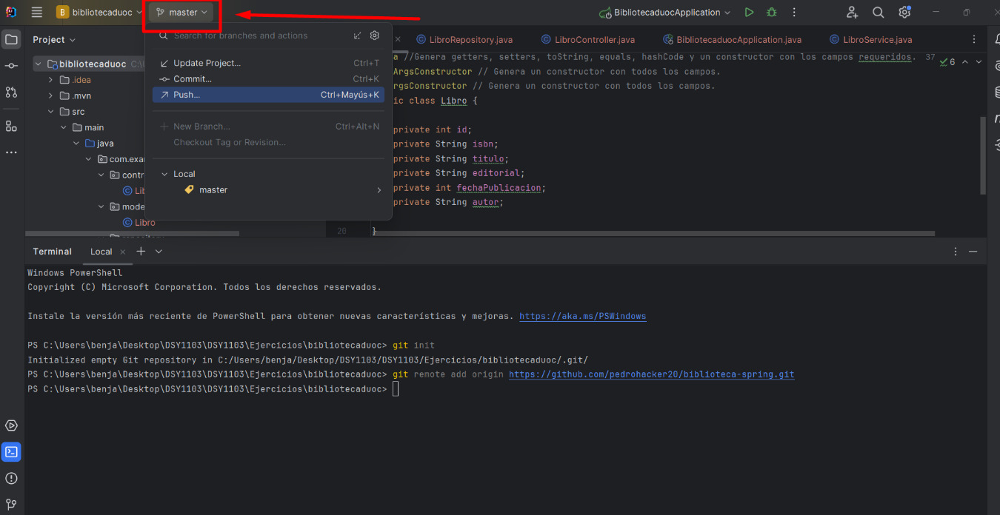 B bibliotecaduoc
master
BibliotecaduocApplication
Project
Search for branches and actions
LibroRepository.java
LibroController.java
BibliotecaduocApplication.java
LibroService.java
bibliotecaduoc C:\
.idea
.mvn
src
main
java
com.exa
contr
Li
mode
Libro
Update Project... Ctrl+T
Commit... Ctrl+K
Push... Ctrl+Mayús+K
New Branch... Ctrl+Alt+N
Checkout Tag or Revision...
Local
master
a //Genera getters, setters, toString, equals, hashCode y un constructor con los campos requeridos. 37
6
ArgsConstructor // Genera un constructor con todos los campos.
rgsConstructor // Genera un constructor con todos los campos.
ic class Libro {
private int id;
private String isbn;
private String titulo;
private String editorial;
private int fechaPublicacion;
private String autor;
20 }
Terminal
Local
Windows PowerShell
Copyright (C) Microsoft Corporation. Todos los derechos reservados.
Instale la versión más reciente de PowerShell para obtener nuevas características y mejoras. https://aka.ms/PSWindows
PS C:\Users\benja\Desktop\DSY1103\DSY1103\Ejercicios\bibliotecaduoc> git init
Initialized empty Git repository in C:/Users/benja/Desktop/DSY1103/DSY1103/Ejercicios/bibliotecaduoc/.git/
PS C:\Users\benja\Desktop\DSY1103\DSY1103\Ejercicios\bibliotecaduoc> git remote add origin https://github.com/pedrohacker20/biblioteca-spring.git
PS C:\Users\benja\Desktop\DSY1103\DSY1103\Ejercicios\bibliotecaduoc>